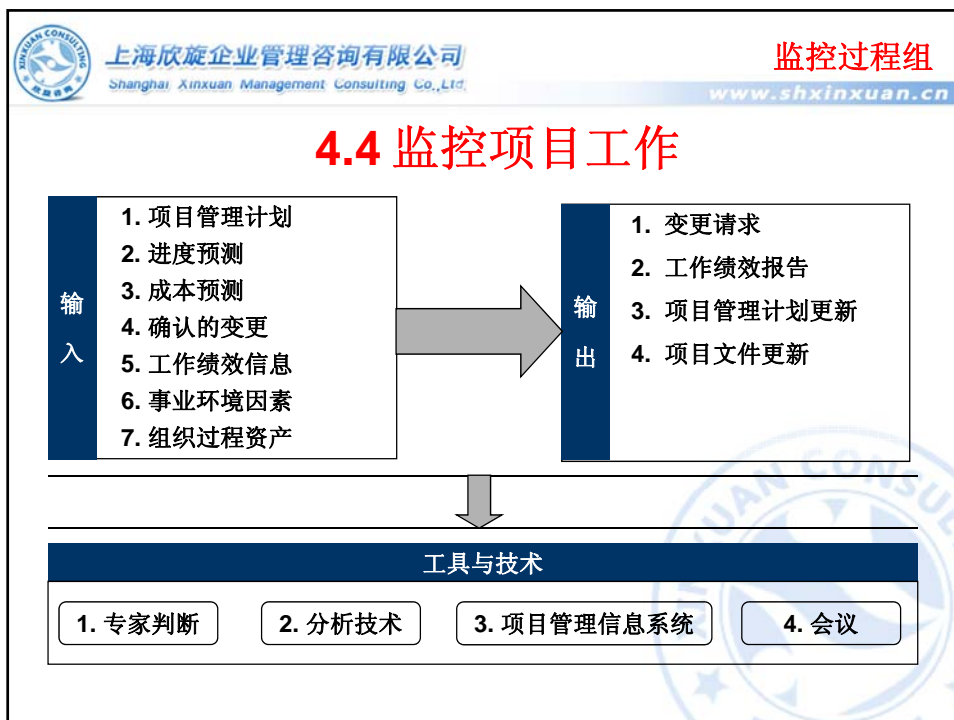 上海欣旋企业管理咨询有限公司
Shanghai Xinxuan Management Consulting Co.,Ltd.
监控过程组
www.shxinxuan.cn
4.4 监控项目工作
输入
1. 项目管理计划
2. 进度预测
3. 成本预测
4. 确认的变更
5. 工作绩效信息
6. 事业环境因素
7. 组织过程资产
输出
1. 变更请求
2. 工作绩效报告
3. 项目管理计划更新
4. 项目文件更新
工具与技术
1. 专家判断
2. 分析技术
3. 项目管理信息系统
4. 会议